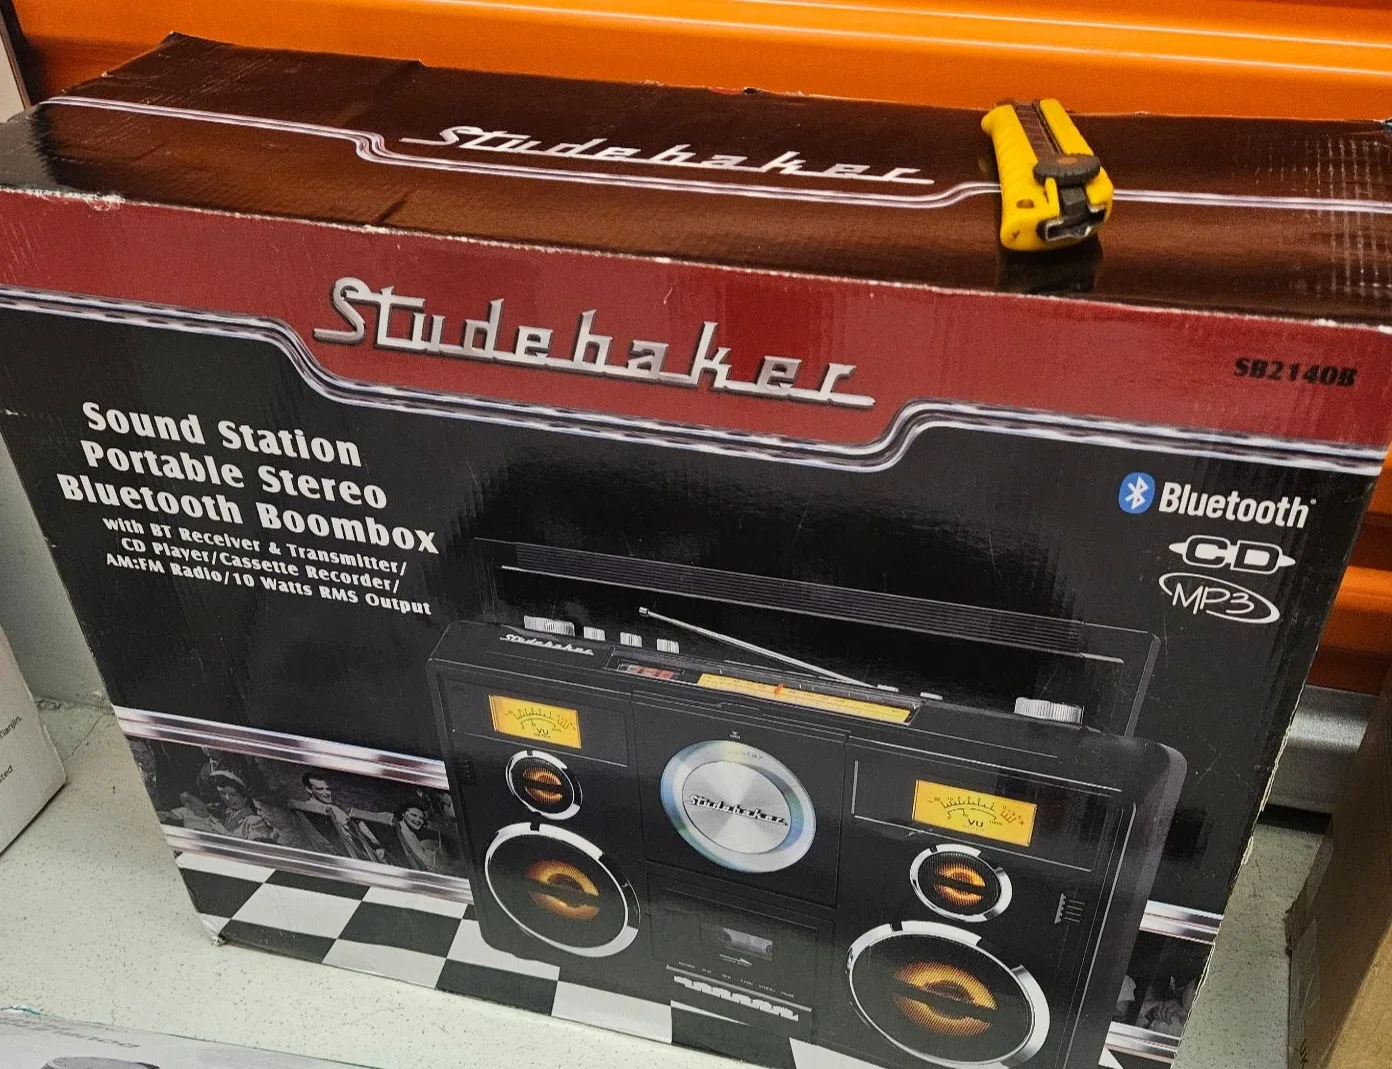 Studebaker
Studebaker
SB2140B
Sound Station
Portable Stereo
Bluetooth Boombox
with BT Receiver & Transmitter/
CD Player/Cassette Recorder/
AM:FM Radio/10 Watts RMS Output
Bluetooth
CD
MP3
Studebaker
VU
Studebaker
VU